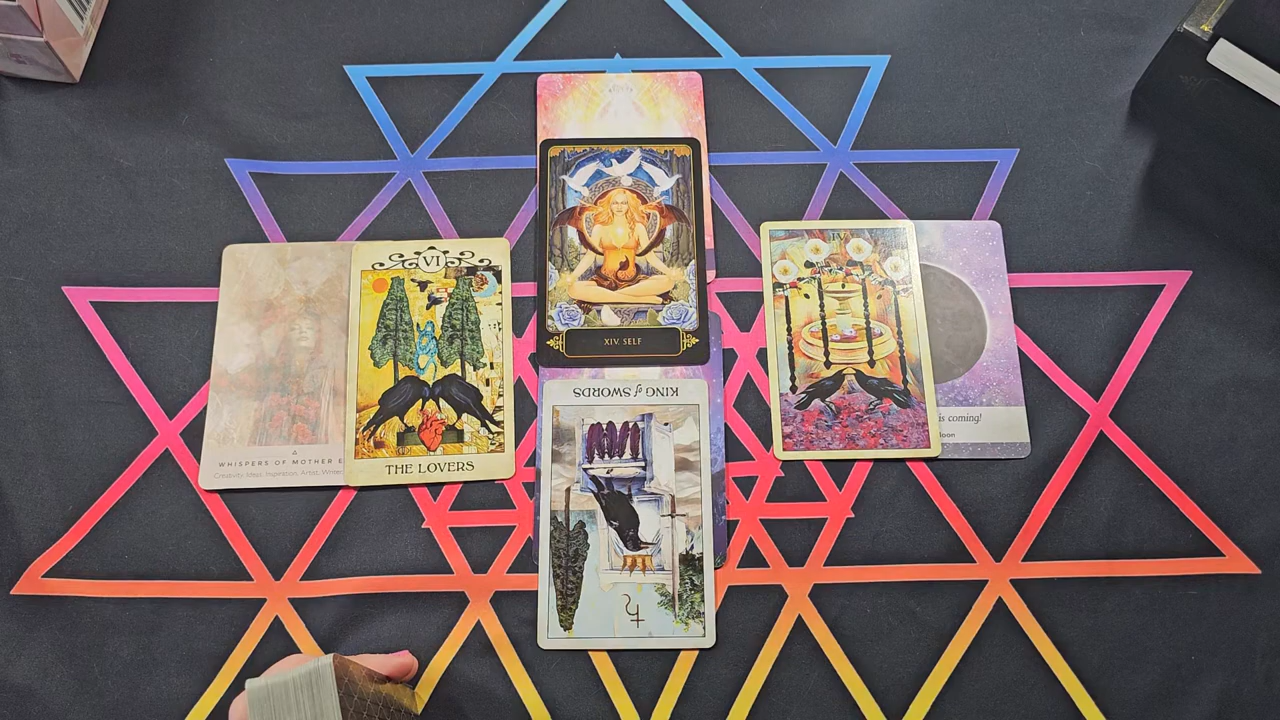 XIV. SELF
IV
VI
THE LOVERS
WHISPERS OF MOTHER E
Creativity, Ideas, Inspiration, Artist, Writer
is coming!
loon
KING of SWORDS